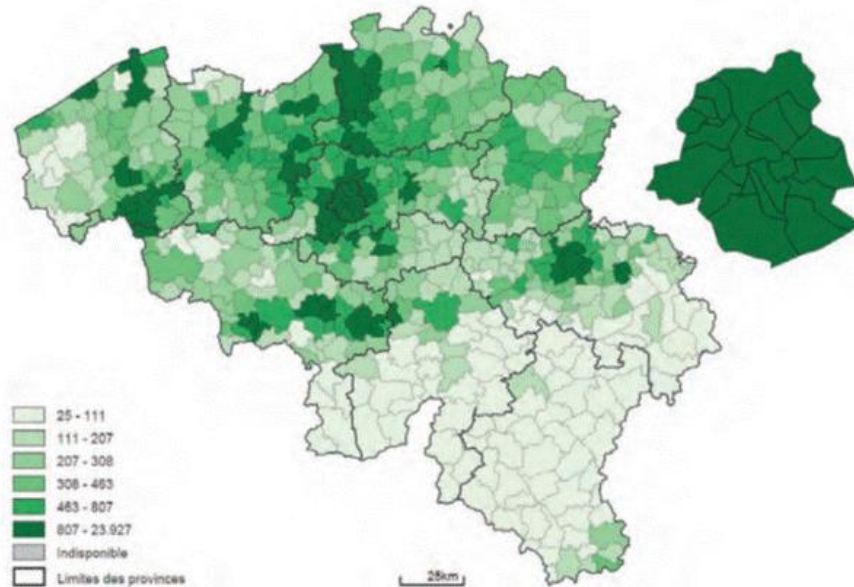 25 - 111
111 - 207
207 - 308
308 - 463
463 - 807
807 - 23.927
Indisponible
Limites des provinces
25km